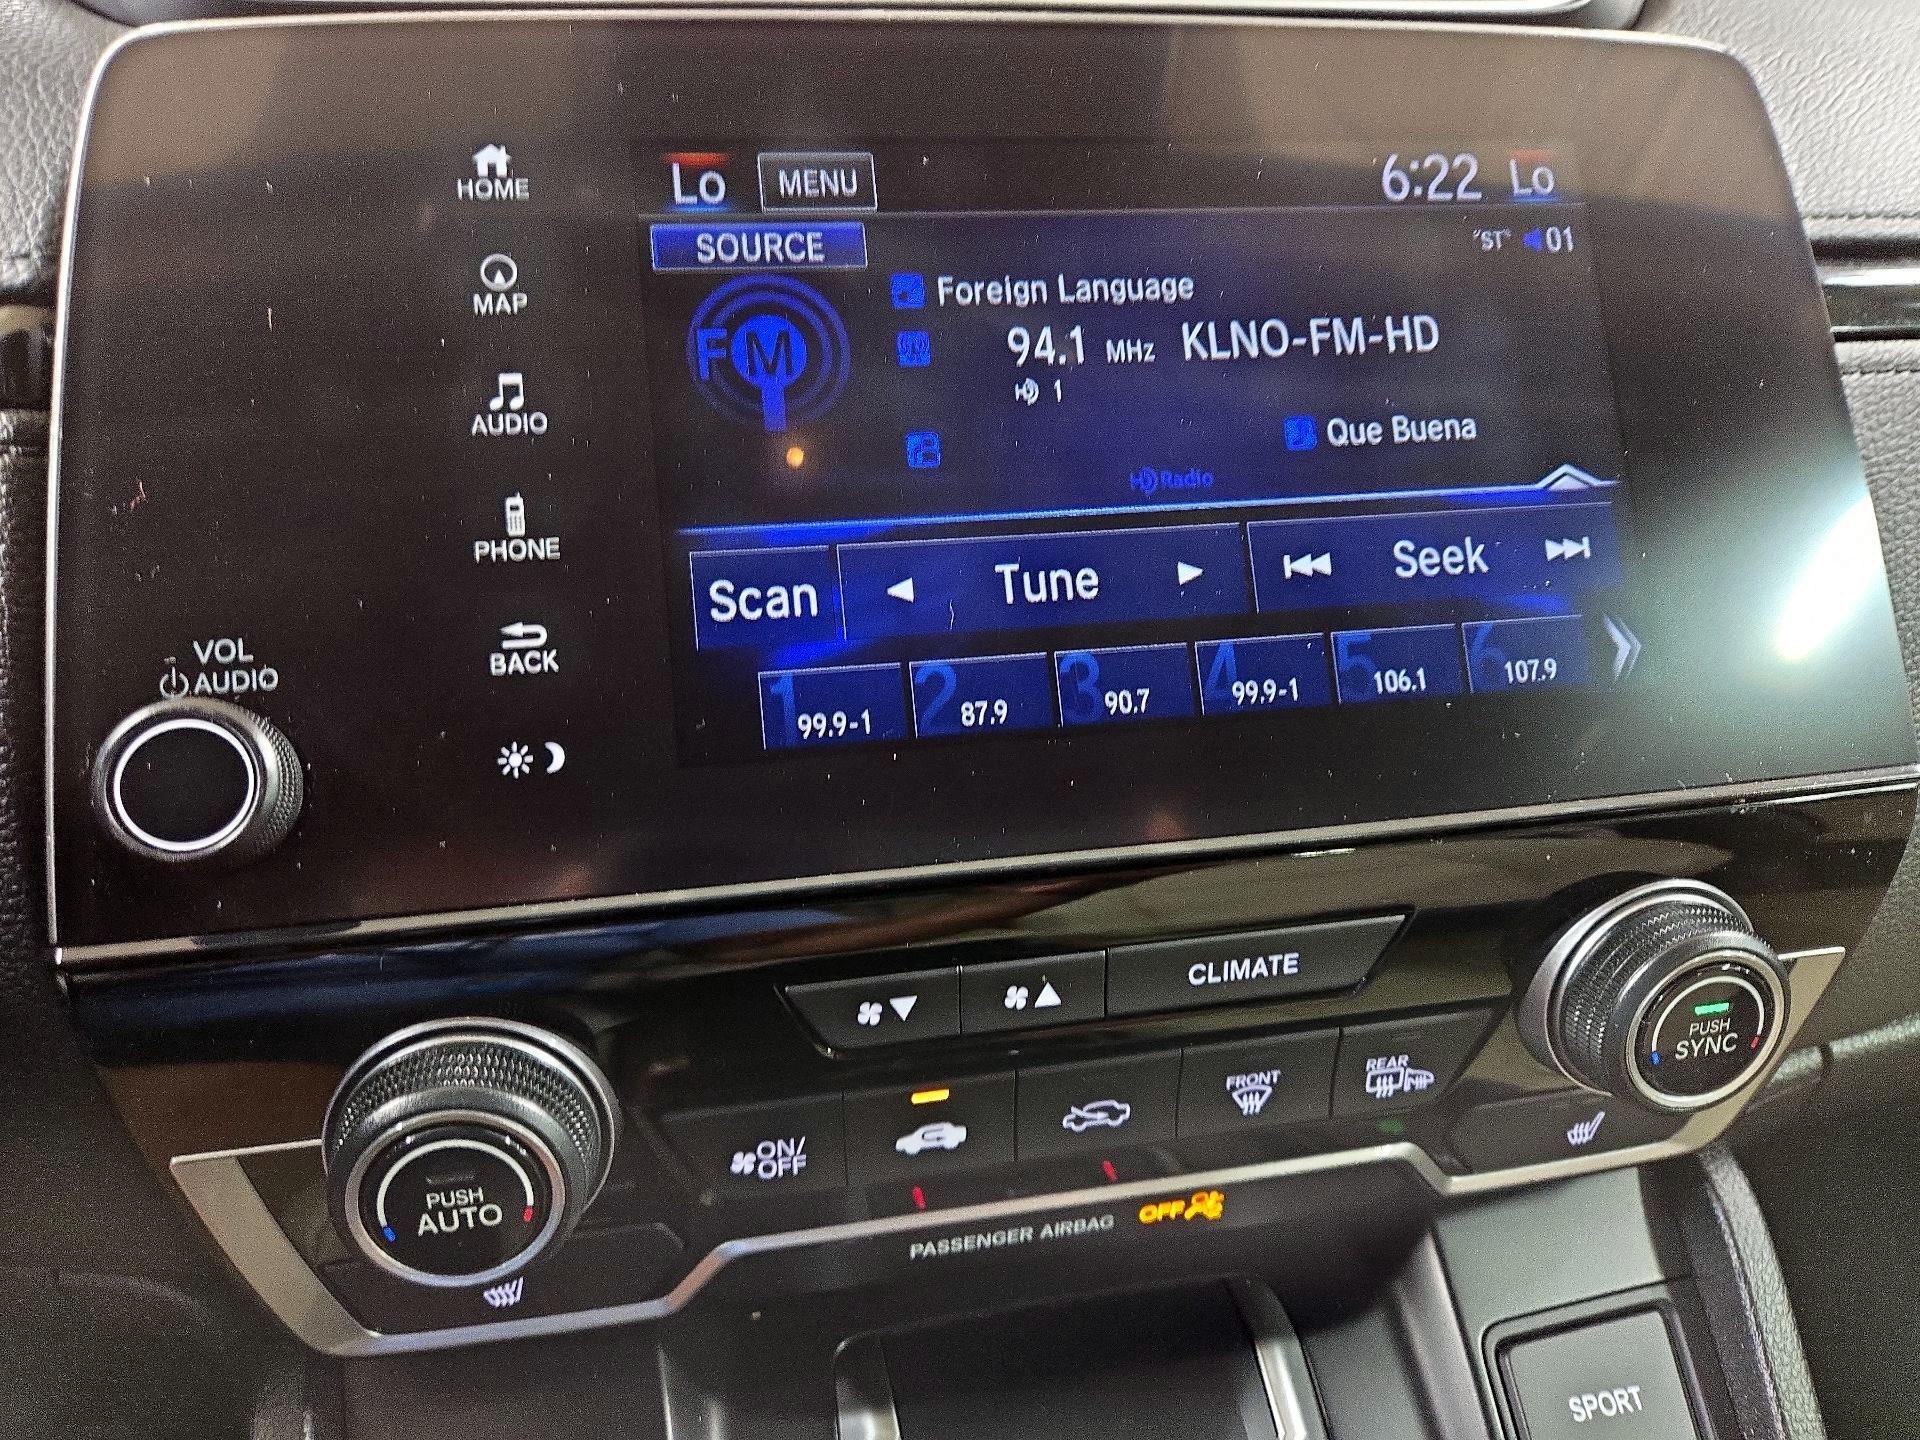 HOME
MAP
AUDIO
PHONE
BACK
VOL
AUDIO
Lo MENU 6:22 Lo
SOURCE "ST" 01
FM
Foreign Language
94.1 MHz KLNO-FM-HD
HD 1
Que Buena
HD Radio
Scan Tune Seek
1 99.9-1 2 87.9 3 90.7 4 99.9-1 5 106.1 6 107.9
CLIMATE
PUSH
SYNC
ON/
OFF
FRONT
REAR
PUSH
AUTO
PASSENGER AIRBAG OFF
SPORT